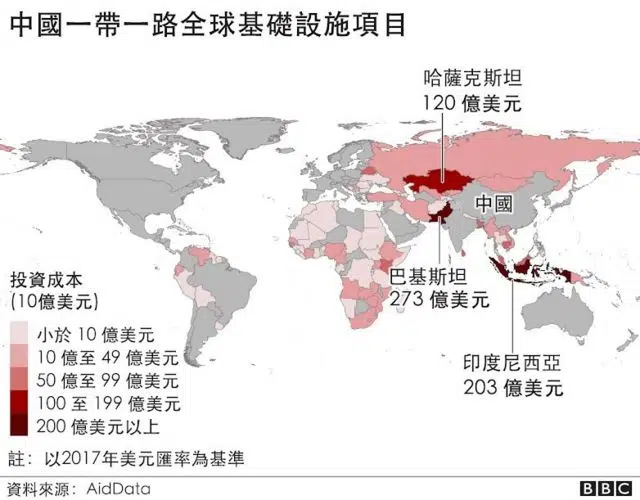 中國一帶一路全球基礎設施項目
哈薩克斯坦
120 億美元
中國
巴基斯坦
273 億美元
投資成本
(10億美元)
小於 10 億美元
10 億至 49 億美元
50 億至 99 億美元
100 至 199 億美元
200 億美元以上
印度尼西亞
203 億美元
註：以2017年美元匯率為基準
資料來源：AidData
BBC